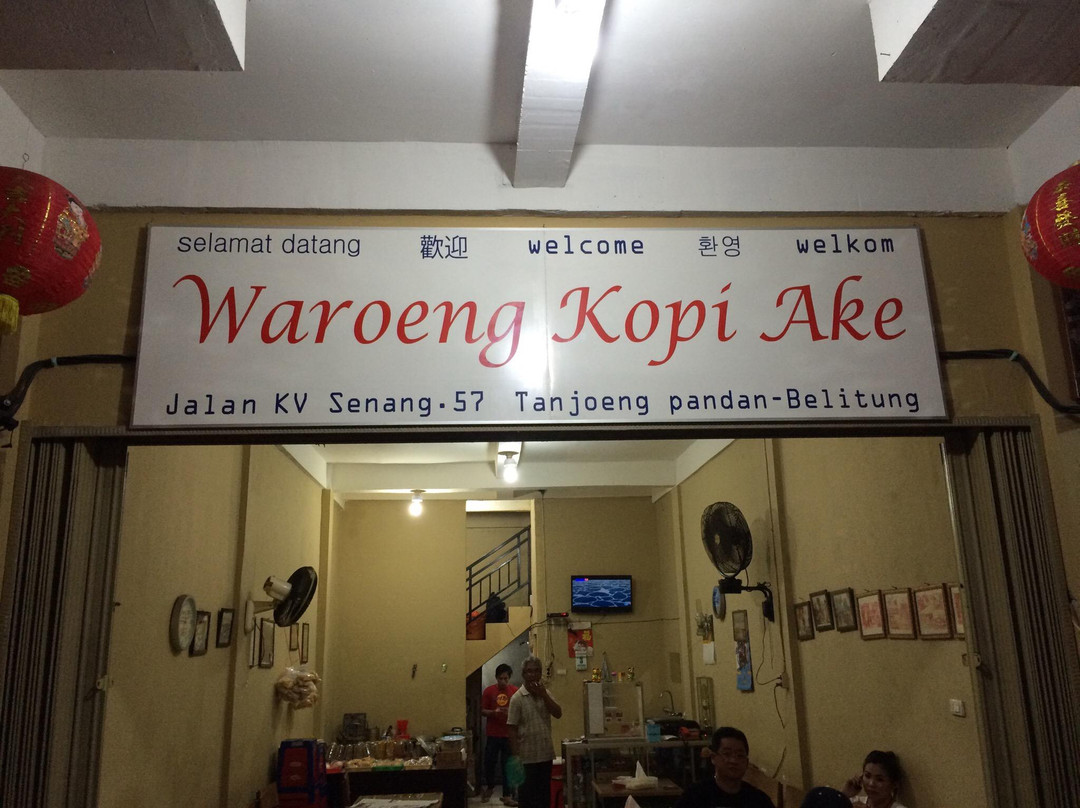 selamat datang 歡迎 welcome 환영 welkom
Waroeng Kopi Ake
Jalan KV Senang.57 Tanjoeng pandan-Belitung